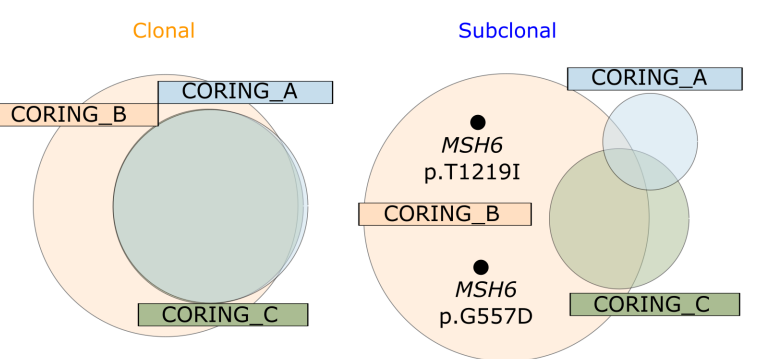 Clonal
Subclonal
CORING_A
CORING_B
CORING_C
CORING_A
MSH6
p.T1219I
CORING_B
MSH6
p.G557D
CORING_C